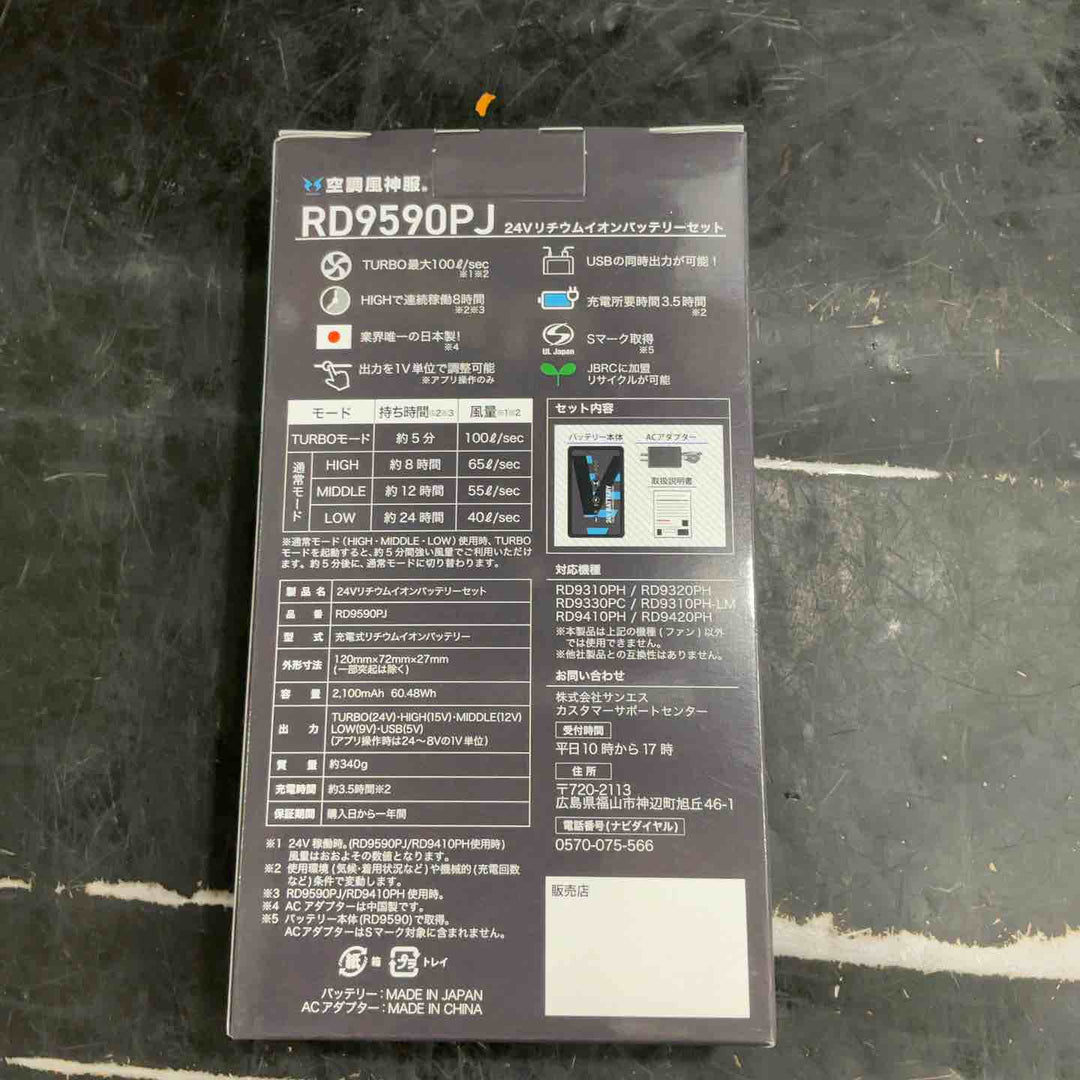 空調風神服®
RD9590PJ 24Vリチウムイオンバッテリーセット
TURBO最大100ℓ/sec
※1※2
USBの同時出力が可能！
HIGHで連続稼働8時間
※2※3
充電所要時間3.5時間
※2
業界唯一の日本製！
※4
UL Japan
Sマーク取得
※5
出力を1V単位で調整可能
※アプリ操作のみ
JBRCに加盟
リサイクルが可能
モード 持ち時間※2※3 風量※1※2
TURBOモード 約5分 100ℓ/sec
通常モード
HIGH 約8時間 65ℓ/sec
MIDDLE 約12時間 55ℓ/sec
LOW 約24時間 40ℓ/sec
※通常モード（HIGH・MIDDLE・LOW）使用時、TURBO
モードを起動すると、約5分間強い風量でご利用いただけ
ます。約5分後に、通常モードに切り替わります。
セット内容
バッテリー本体 ACアダプター
取扱説明書
製品名 24Vリチウムイオンバッテリーセット
品番 RD9590PJ
型式 充電式リチウムイオンバッテリー
外形寸法 120mm×72mm×27mm
(一部突起は除く)
容量 2,100mAh 60.48Wh
出力 TURBO(24V)・HIGH(15V)・MIDDLE(12V)
LOW(9V)・USB(5V)
(アプリ操作時は24～8Vの1V単位)
質量 約340g
充電時間 約3.5時間※2
保証期間 購入日から一年間
※1 24V稼働時。(RD9590PJ/RD9410PH使用時)
風量はおおよその数値となります。
※2 使用環境(気候・着用状況など)や機械的(充電回数
など)条件で変動します。
※3 RD9590PJ/RD9410PH使用時。
※4 ACアダプターは中国製です。
※5 バッテリー本体(RD9590)で取得。
ACアダプターはSマーク対象に含まれません。
紙 箱 プラ トレイ
バッテリー：MADE IN JAPAN
ACアダプター：MADE IN CHINA
対応機種
RD9310PH / RD9320PH
RD9330PC / RD9310PH-LM
RD9410PH / RD9420PH
※本製品は上記の機種(ファン)以外
では使用できません。
※他社製品との互換性はありません。
お問い合わせ
株式会社サンエス
カスタマーサポートセンター
受付時間
平日10時から17時
住所
〒720-2113
広島県福山市神辺町旭丘46-1
電話番号(ナビダイヤル)
0570-075-566
販売店